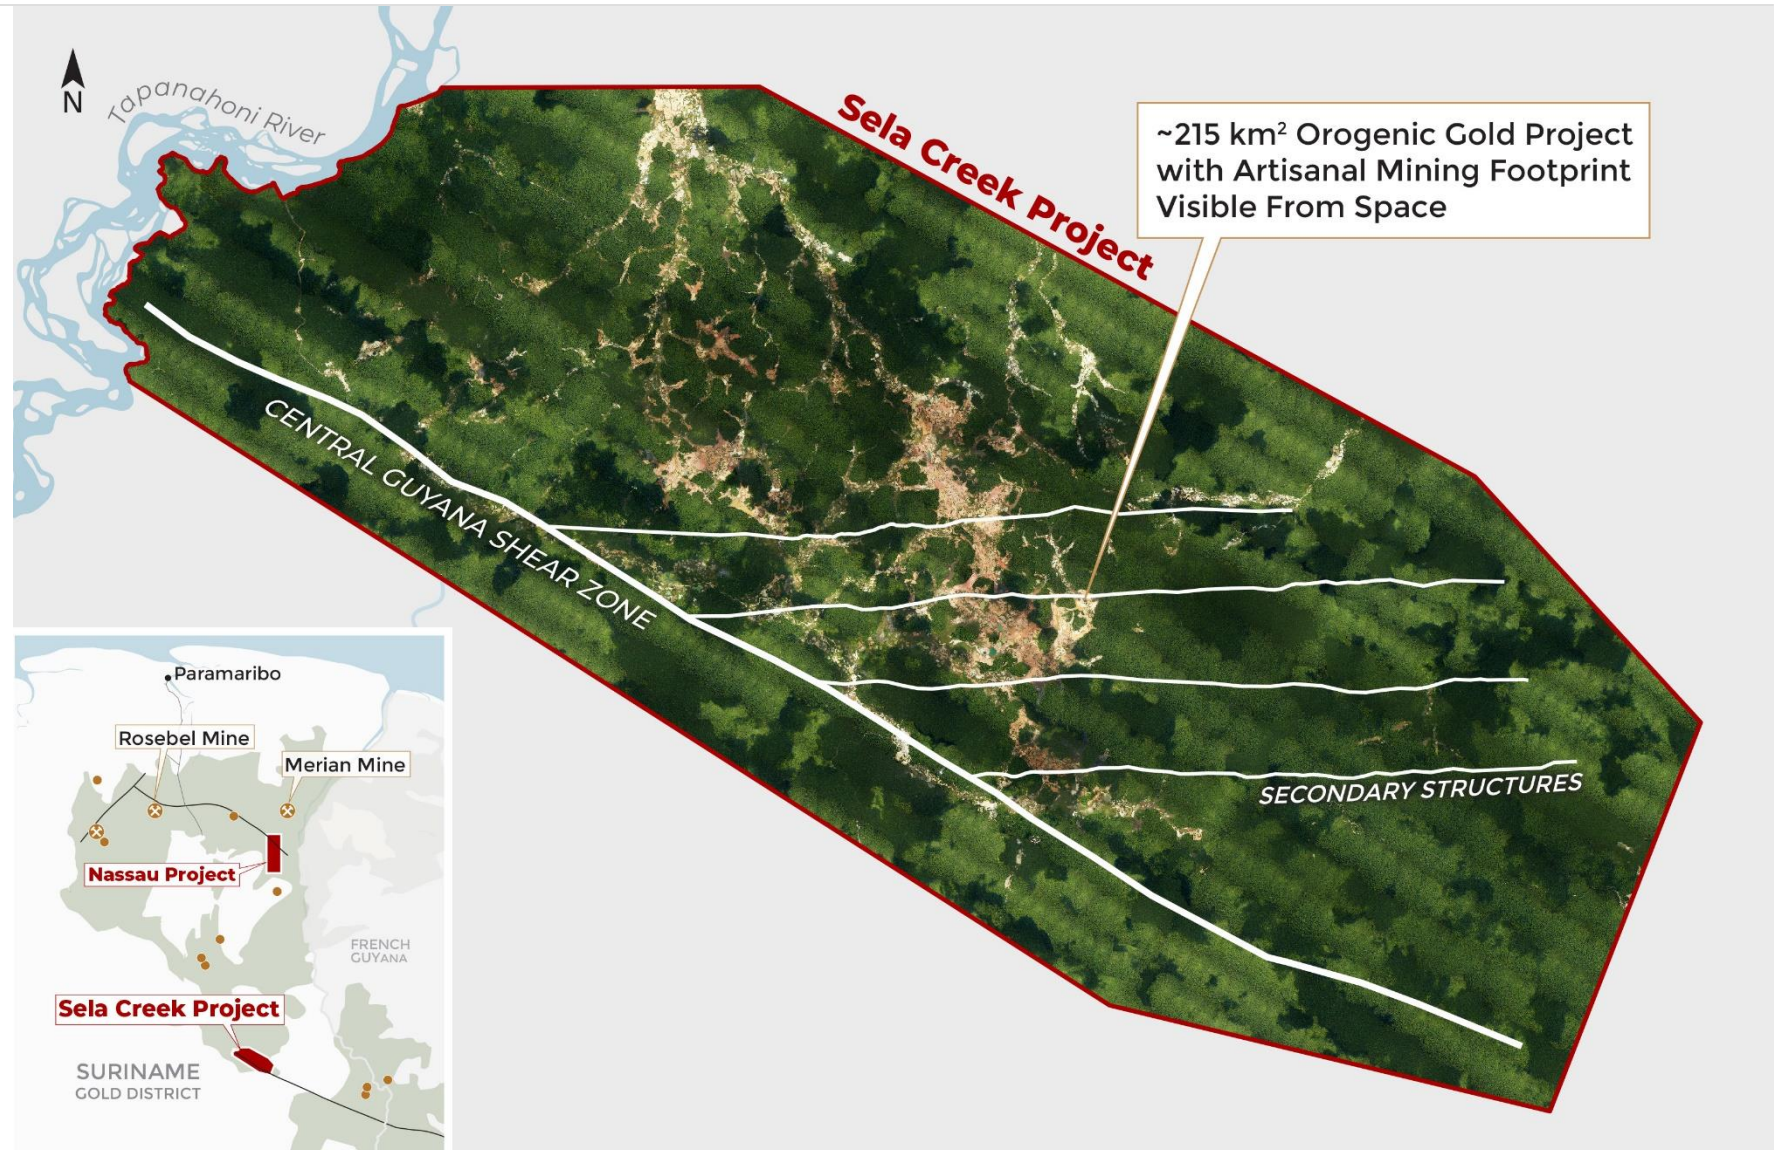 N
Tapanahoni River
Sela Creek Project
~215 km² Orogenic Gold Project
with Artisanal Mining Footprint
Visible From Space
CENTRAL GUYANA SHEAR ZONE
SECONDARY STRUCTURES
Paramaribo
Rosebel Mine
Merian Mine
Nassau Project
FRENCH
GUYANA
Sela Creek Project
SURINAME
GOLD DISTRICT